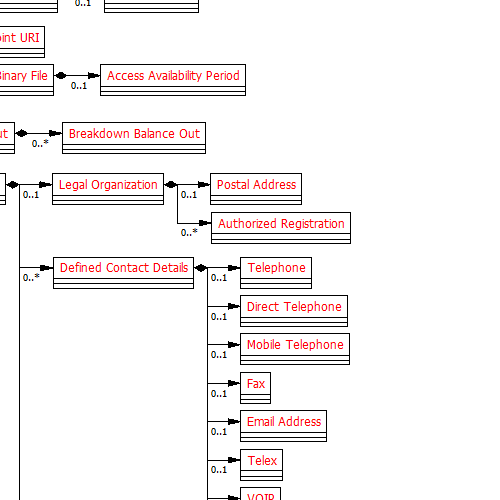 0..1
oint URI
Binary File
Access Availability Period
0..1
ut
Breakdown Balance Out
0..*
Legal Organization
Postal Address
0..1
0..1
Authorized Registration
0..*
Defined Contact Details
Telephone
0..*
0..1
Direct Telephone
0..1
Mobile Telephone
0..1
Fax
0..1
Email Address
0..1
Telex
0..1
VOIP